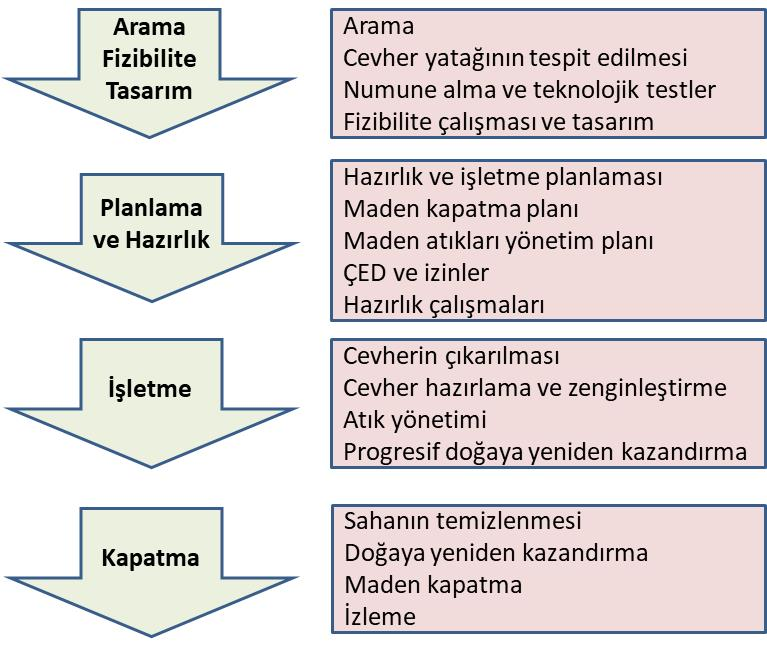 Arama
Fizibilite
Tasarım
Arama
Cevher yatağının tespit edilmesi
Numune alma ve teknolojik testler
Fizibilite çalışması ve tasarım
Planlama
ve Hazırlık
Hazırlık ve işletme planlaması
Maden kapatma planı
Maden atıkları yönetim planı
ÇED ve izinler
Hazırlık çalışmaları
İşletme
Cevherin çıkarılması
Cevher hazırlama ve zenginleştirme
Atık yönetimi
Progresif doğaya yeniden kazandırma
Kapatma
Sahanın temizlenmesi
Doğaya yeniden kazandırma
Maden kapatma
İzleme